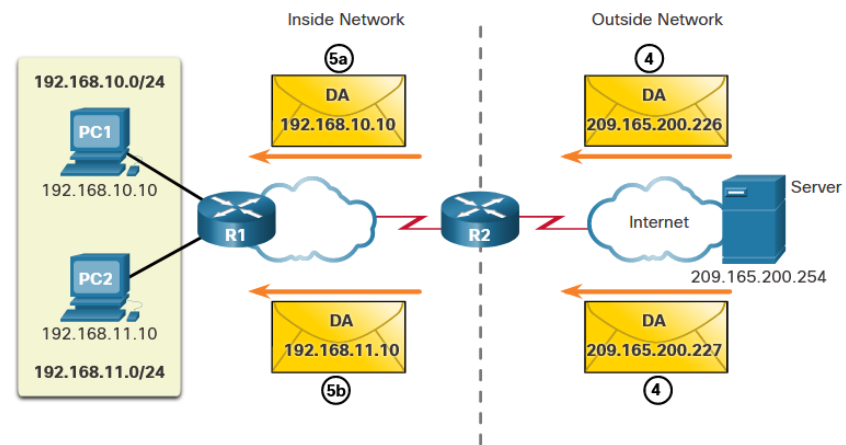 Inside Network
Outside Network
5a
4
192.168.10.0/24
DA
192.168.10.10
DA
209.165.200.226
PC1
192.168.10.10
R1
R2
Internet
Server
209.165.200.254
PC2
192.168.11.10
192.168.11.0/24
DA
192.168.11.10
DA
209.165.200.227
5b
4